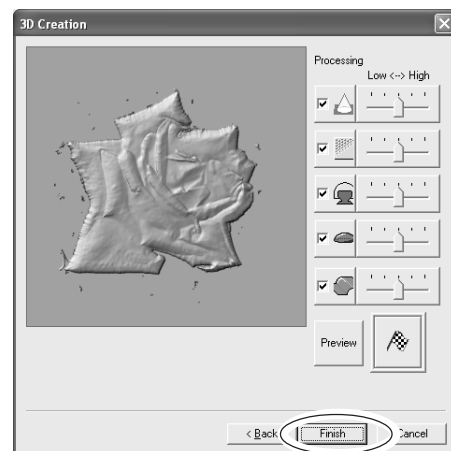 3D Creation
Processing
Low <--> High
Preview
< Back
Finish
Cancel